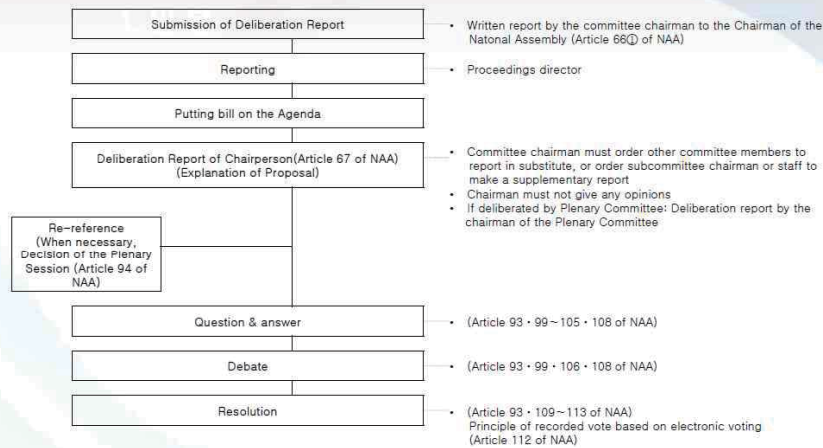 Submission of Deliberation Report
• Written report by the committee chairman to the Chairman of the
Natonal Assembly (Article 66① of NAA)
Reporting
• Proceedings director
Putting bill on the Agenda
Deliberation Report of Chairperson(Article 67 of NAA)
(Explanation of Proposal)
• Committee chairman must order other committee members to
report in substitute, or order subcommittee chairman or staff to
make a supplementary report
• Chairman must not give any opinions
• If deliberated by Plenary Committee: Deliberation report by the
chairman of the Plenary Committee
Re-reference
(When necessary,
Decision of the Plenary
Session (Article 94 of
NAA)
Question & answer
• (Article 93・99~105・108 of NAA)
Debate
• (Article 93・99・106・108 of NAA)
Resolution
• (Article 93・109~113 of NAA)
Principle of recorded vote based on electronic voting
(Article 112 of NAA)